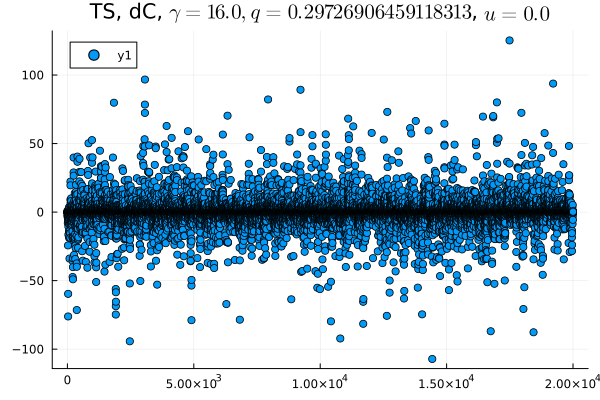 TS, dC, γ = 16.0, q = 0.29726906459118313, u = 0.0
y1
100
50
0
−50
−100
0 5.00×10³ 1.00×10⁴ 1.50×10⁴ 2.00×10⁴